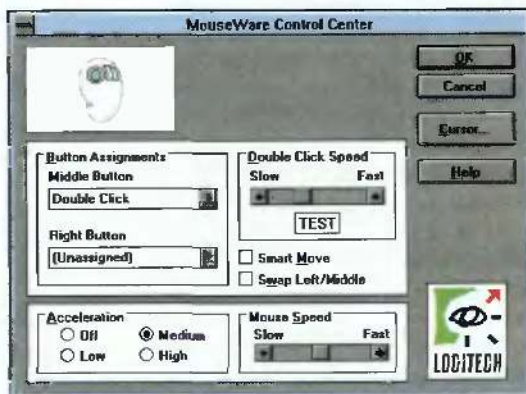 MouseWare Control Center
OK
Cancel
Cursor...
Help
Button Assignments
Middle Button
Double Click
Right Button
(Unassigned)
Double Click Speed
Slow Fast
TEST
Smart Move
Swap Left/Middle
Acceleration
Off Medium
Low High
Mouse Speed
Slow Fast
LOGITECH